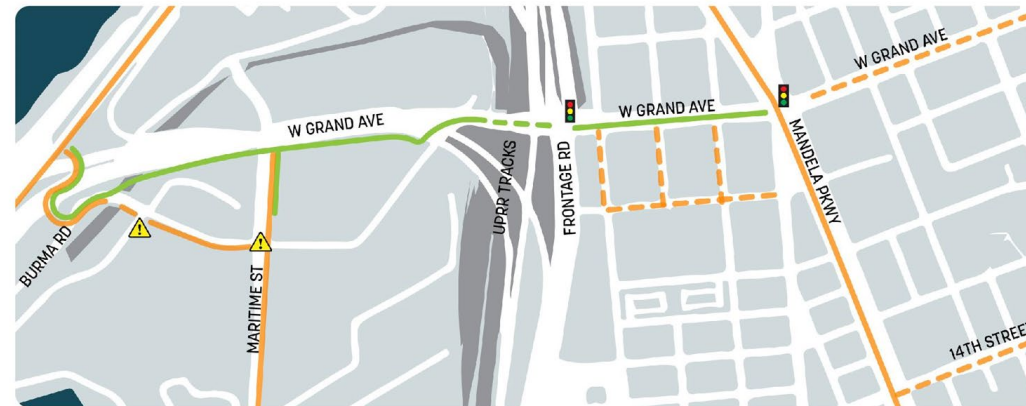 W GRAND AVE
W GRAND AVE
W GRAND AVE
UPRR TRACKS
FRONTAGE RD
MANDELA PKWY
BURMA RD
MARITIME ST
14TH STREET